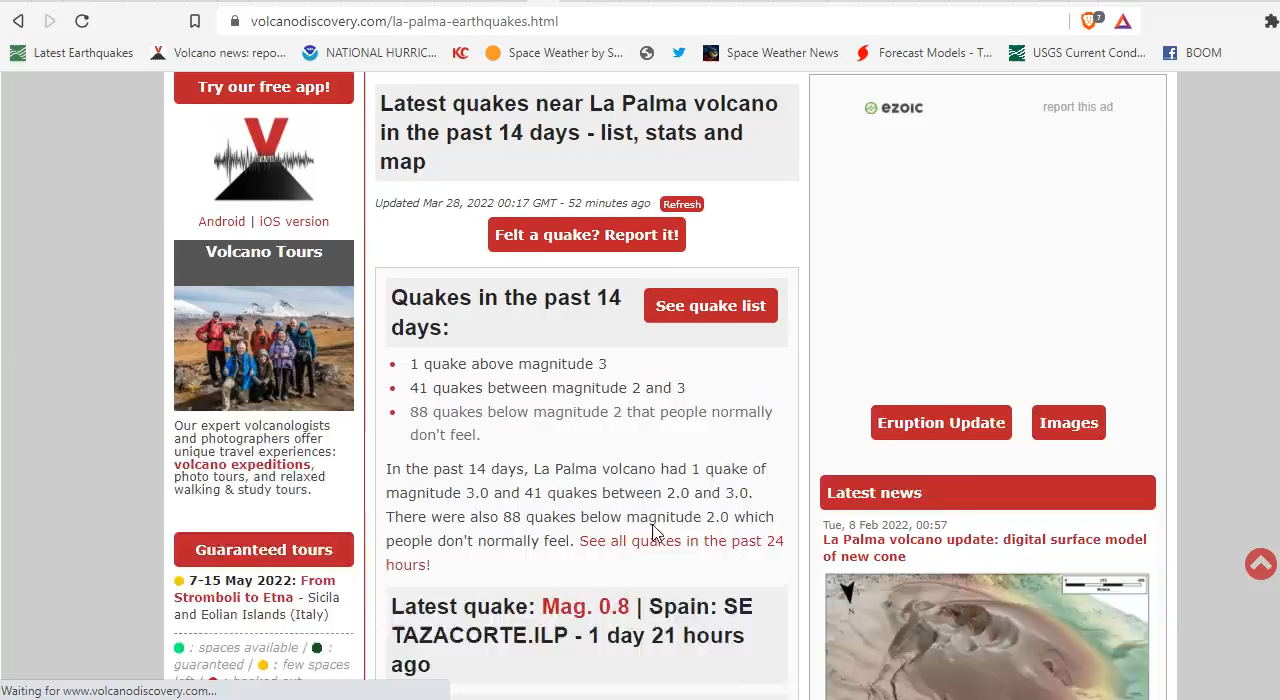 volcanodiscovery.com/la-palma-earthquakes.html
7
Latest Earthquakes
Volcano news: repo...
NATIONAL HURRIC...
KC
Space Weather by S...
Space Weather News
Forecast Models - T...
USGS Current Cond...
BOOM
Try our free app!
Android | iOS version
Volcano Tours
Our expert volcanologists
and photographers offer
unique travel experiences:
volcano expeditions,
photo tours, and relaxed
walking & study tours.
Guaranteed tours
7-15 May 2022: From
Stromboli to Etna - Sicila
and Eolian Islands (Italy)
: spaces available / :
guaranteed / : few spaces
Latest quakes near La Palma volcano
in the past 14 days - list, stats and
map
Updated Mar 28, 2022 00:17 GMT - 52 minutes ago Refresh
Felt a quake? Report it!
Quakes in the past 14
days:
See quake list
1 quake above magnitude 3
41 quakes between magnitude 2 and 3
88 quakes below magnitude 2 that people normally
don't feel.
In the past 14 days, La Palma volcano had 1 quake of
magnitude 3.0 and 41 quakes between 2.0 and 3.0.
There were also 88 quakes below magnitude 2.0 which
people don't normally feel. See all quakes in the past 24
hours!
Latest quake: Mag. 0.8 | Spain: SE
TAZACORTE.ILP - 1 day 21 hours
ago
ezoic
report this ad
Eruption Update
Images
Latest news
Tue, 8 Feb 2022, 00:57
La Palma volcano update: digital surface model
of new cone
Waiting for www.volcanodiscovery.com...